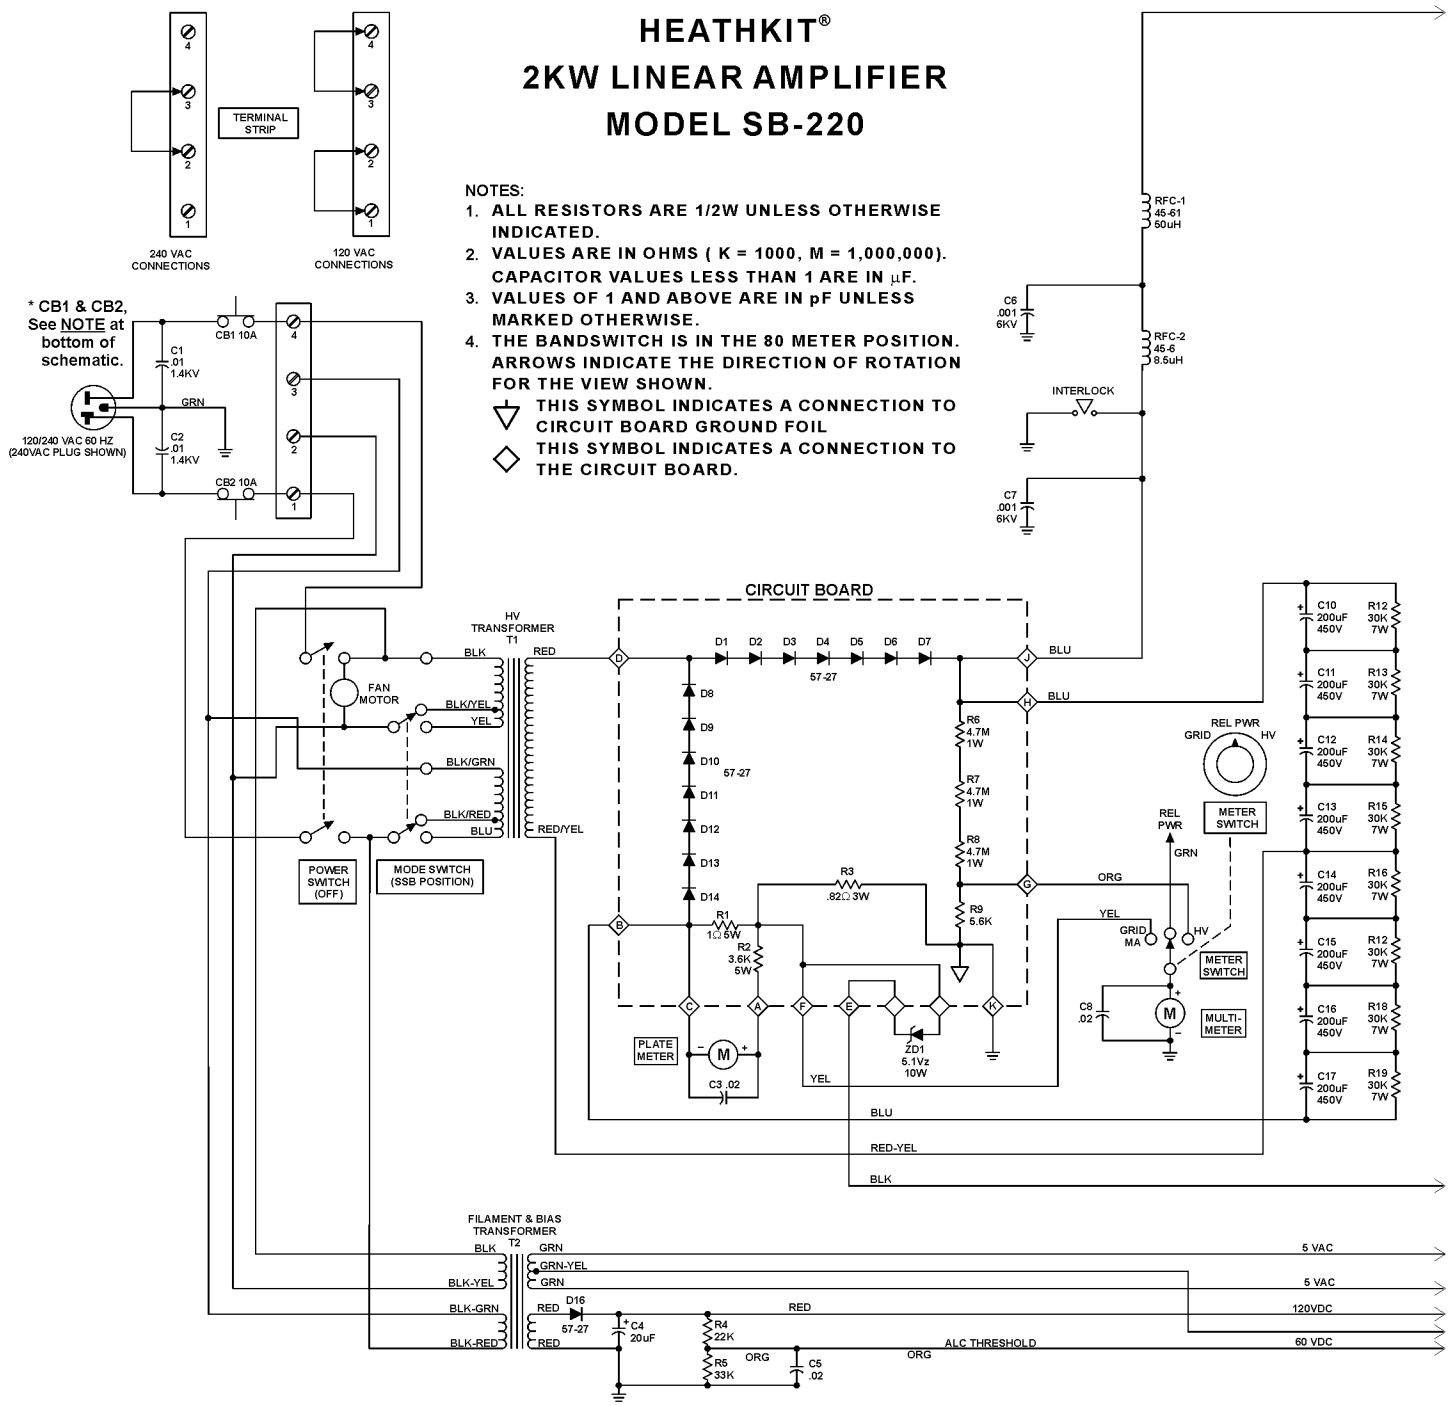 HEATHKIT®
2KW LINEAR AMPLIFIER
MODEL SB-220
4
3
2
1
240 VAC
CONNECTIONS
TERMINAL
STRIP
4
3
2
1
120 VAC
CONNECTIONS
NOTES:
1. ALL RESISTORS ARE 1/2W UNLESS OTHERWISE
INDICATED.
2. VALUES ARE IN OHMS ( K = 1000, M = 1,000,000).
CAPACITOR VALUES LESS THAN 1 ARE IN µF.
3. VALUES OF 1 AND ABOVE ARE IN pF UNLESS
MARKED OTHERWISE.
4. THE BANDSWITCH IS IN THE 80 METER POSITION.
ARROWS INDICATE THE DIRECTION OF ROTATION
FOR THE VIEW SHOWN.
THIS SYMBOL INDICATES A CONNECTION TO
CIRCUIT BOARD GROUND FOIL
THIS SYMBOL INDICATES A CONNECTION TO
THE CIRCUIT BOARD.
* CB1 & CB2,
See NOTE at
bottom of
schematic.
CB1 10A
C1
.01
1.4KV
GRN
C2
.01
1.4KV
CB2 10A
4
3
2
1
120/240 VAC 60 HZ
(240VAC PLUG SHOWN)
RFC-1
45-61
50uH
C6
.001
6KV
RFC-2
45-6
8.5uH
INTERLOCK
C7
.001
6KV
FAN
MOTOR
POWER
SWITCH
(OFF)
MODE SWITCH
(SSB POSITION)
HV
TRANSFORMER
T1
BLK
BLK/YEL
YEL
BLK/GRN
BLK/RED
BLU
RED
RED/YEL
CIRCUIT BOARD
D
D1
D2
D3
D4
D5
D6
D7
57-27
J
BLU
H
BLU
D8
D9
D10
57-27
D11
D12
D13
D14
R6
4.7M
1W
R7
4.7M
1W
R8
4.7M
1W
G
ORG
R9
5.6K
R3
.82Ω 3W
B
R1
1Ω 5W
R2
3.6K
5W
C
A
F
E
K
PLATE
METER
–
M
+
C3 .02
ZD1
5.1Vz
10W
YEL
BLU
RED-YEL
BLK
REL PWR
GRID
HV
METER
SWITCH
REL
PWR
GRN
YEL
GRID
MA
HV
METER
SWITCH
C8
.02
+
M
–
MULTI-
METER
+
C10
200uF
450V
R12
30K
7W
+
C11
200uF
450V
R13
30K
7W
+
C12
200uF
450V
R14
30K
7W
+
C13
200uF
450V
R15
30K
7W
+
C14
200uF
450V
R16
30K
7W
+
C15
200uF
450V
R12
30K
7W
+
C16
200uF
450V
R18
30K
7W
+
C17
200uF
450V
R19
30K
7W
FILAMENT & BIAS
TRANSFORMER
T2
BLK
BLK-YEL
BLK-GRN
BLK-RED
GRN
GRN-YEL
GRN
RED
RED
D16
57-27
+
C4
20uF
RED
R4
22K
R5
33K
ORG
C5
.02
ORG
ALC THRESHOLD
5 VAC
5 VAC
120VDC
60 VDC